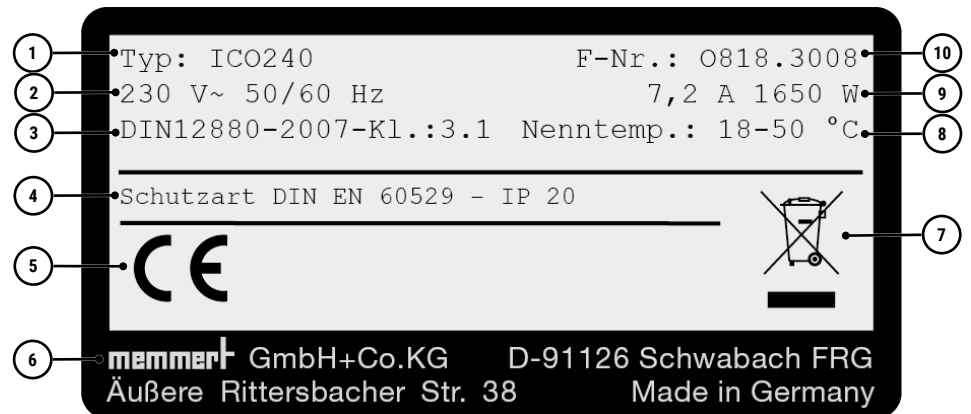 1 Typ: ICO240 F-Nr.: O818.3008 10
2 230 V~ 50/60 Hz 7,2 A 1650 W 9
3 DIN12880-2007-Kl.:3.1 Nenntemp.: 18-50 °C 8
4 Schutzart DIN EN 60529 – IP 20
5 CE 7
6 memmert GmbH+Co.KG D-91126 Schwabach FRG
Äußere Rittersbacher Str. 38 Made in Germany